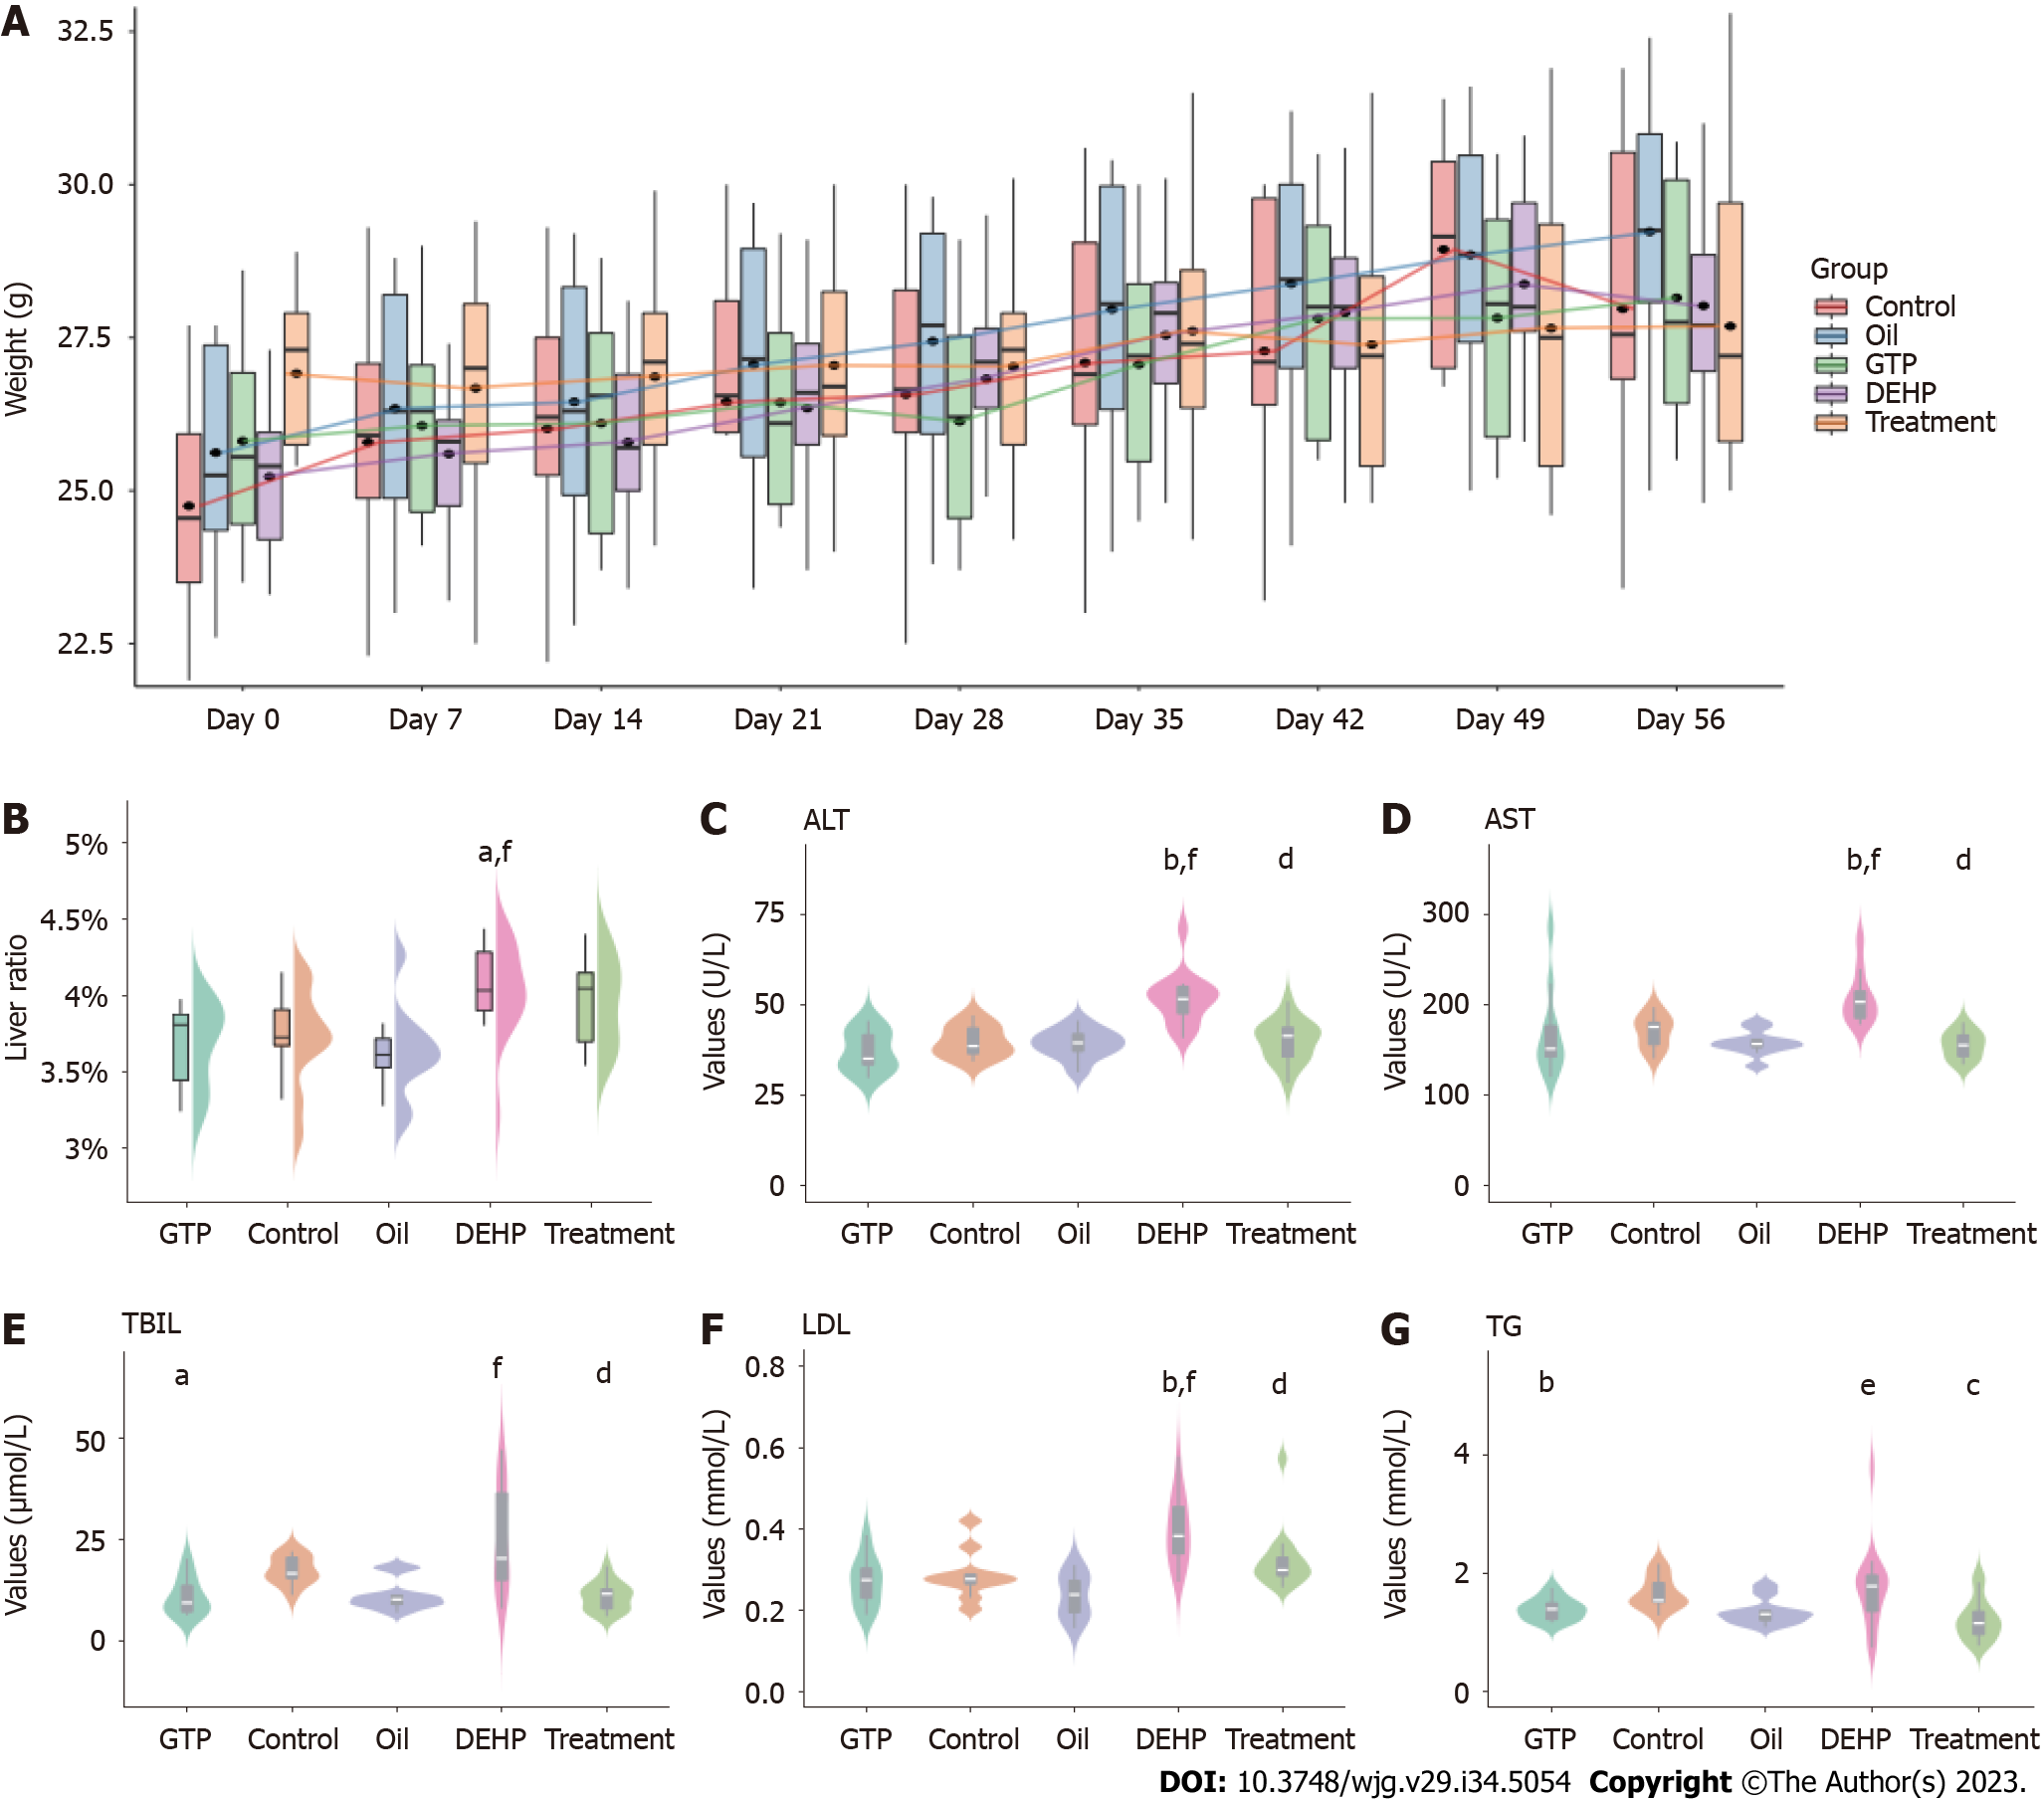 A
Weight (g)
32.5
30.0
27.5
25.0
22.5
Day 0 Day 7 Day 14 Day 21 Day 28 Day 35 Day 42 Day 49 Day 56
Group
Control
Oil
GTP
DEHP
Treatment
B
Liver ratio
5%
4.5%
4%
3.5%
3%
a,f
GTP Control Oil DEHP Treatment
C ALT
Values (U/L)
75
50
25
0
b,f d
GTP Control Oil DEHP Treatment
D AST
Values (U/L)
300
200
100
0
b,f d
GTP Control Oil DEHP Treatment
E TBIL
Values (μmol/L)
50
25
0
a f d
GTP Control Oil DEHP Treatment
F LDL
Values (mmol/L)
0.8
0.6
0.4
0.2
0.0
b,f d
GTP Control Oil DEHP Treatment
G TG
Values (mmol/L)
4
2
0
b e c
GTP Control Oil DEHP Treatment
DOI: 10.3748/wjg.v29.i34.5054 Copyright ©The Author(s) 2023.